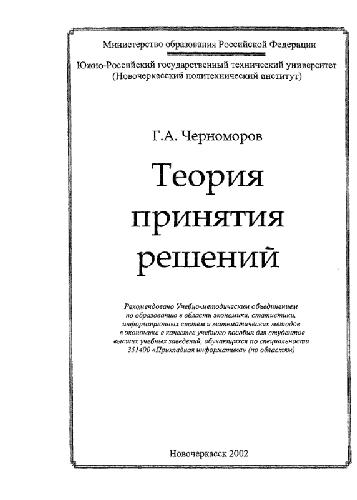 Министерство образования Российской Федерации
Южно-Российский государственный технический университет
(Новочеркасский политехнический институт)
Г.А. Черноморов
Теория
принятия
решений
Рекомендовано Учебно-методическим объединением
по образованию в области экономики, статистики,
информационных систем и математических методов
в экономике в качестве учебного пособия для студентов
высших учебных заведений, обучающихся по специальности
351400 «Прикладная информатика» (по областям)
Новочеркасск 2002